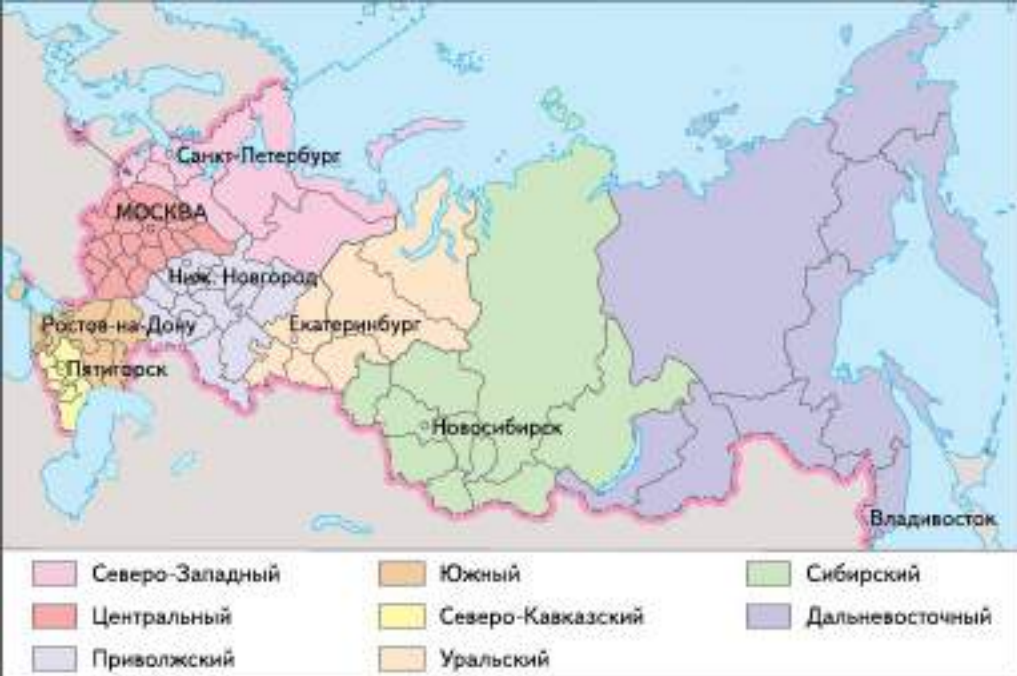 Санкт-Петербург
МОСКВА
Ниж. Новгород
Ростов-на-Дону
Екатеринбург
Пятигорск
Новосибирск
Владивосток
Северо-Западный
Центральный
Приволжский
Южный
Северо-Кавказский
Уральский
Сибирский
Дальневосточный